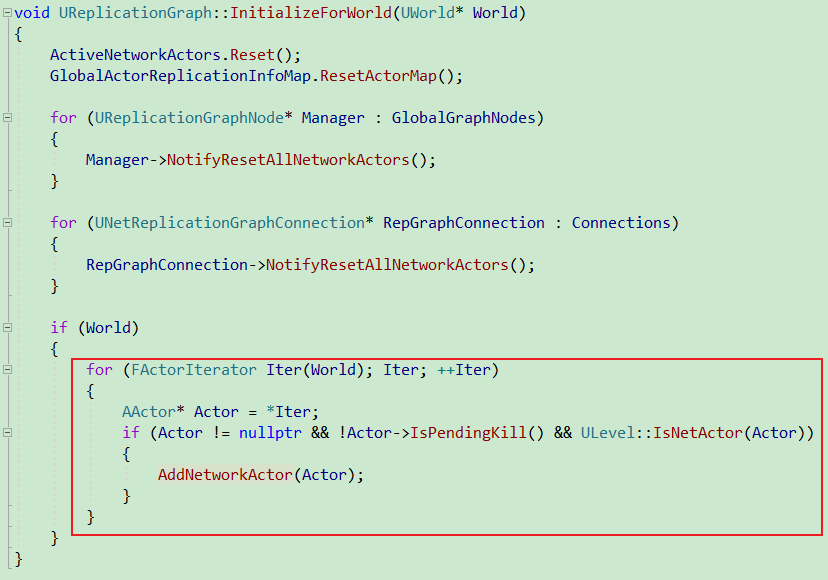 void UReplicationGraph::InitializeForWorld(UWorld* World)
{
    ActiveNetworkActors.Reset();
    GlobalActorReplicationInfoMap.ResetActorMap();

    for (UReplicationGraphNode* Manager : GlobalGraphNodes)
    {
        Manager->NotifyResetAllNetworkActors();
    }

    for (UNetReplicationGraphConnection* RepGraphConnection : Connections)
    {
        RepGraphConnection->NotifyResetAllNetworkActors();
    }

    if (World)
    {
        for (FActorIterator Iter(World); Iter; ++Iter)
        {
            AActor* Actor = *Iter;
            if (Actor != nullptr && !Actor->IsPendingKill() && ULevel::IsNetActor(Actor))
            {
                AddNetworkActor(Actor);
            }
        }
    }
}